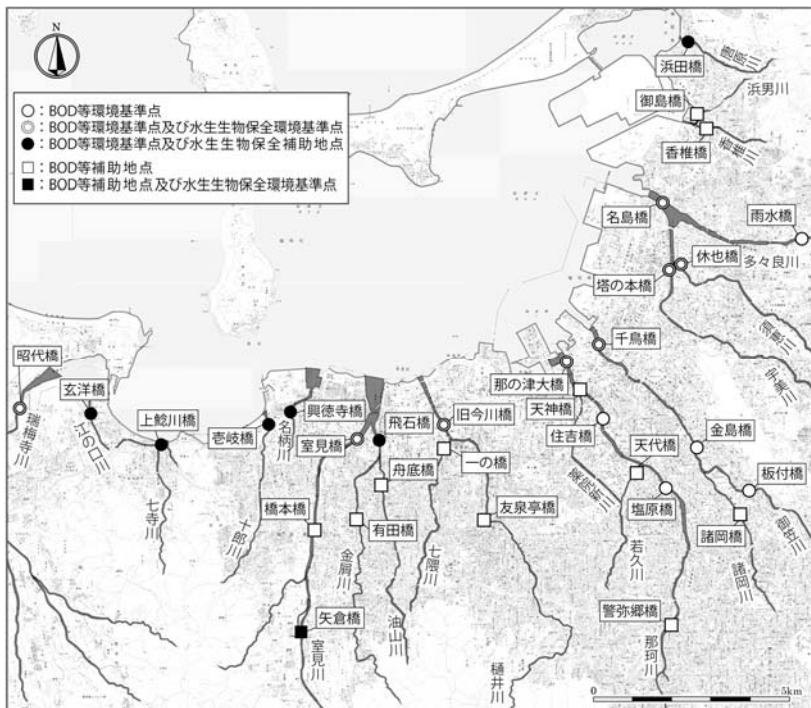 ○：BOD等環境基準点
◎：BOD等環境基準点及び水生生物保全環境基準点
●：BOD等環境基準点及び水生生物保全補助地点
□：BOD等補助地点
■：BOD等補助地点及び水生生物保全環境基準点
浜田橋
唐原川
浜男川
御島橋
香椎橋
香椎川
名島橋
雨水橋
多々良川
休也橋
塔の本橋
須恵川
宇美川
千鳥橋
昭代橋
瑞梅寺川
玄洋橋
江の口川
上鯰川橋
七寺川
壱岐橋
十郎川
興徳寺橋
名柄川
室見橋
飛石橋
旧今川橋
那の津大橋
天神橋
住吉橋
薬院新川
天代橋
金島橋
板付橋
御笠川
一の橋
舟底橋
有田橋
友泉亭橋
橋本橋
金屑川
油山川
七隈川
塩原橋
若久川
諸岡橋
諸岡川
矢倉橋
室見川
樋井川
警弥郷橋
那珂川
0
5km